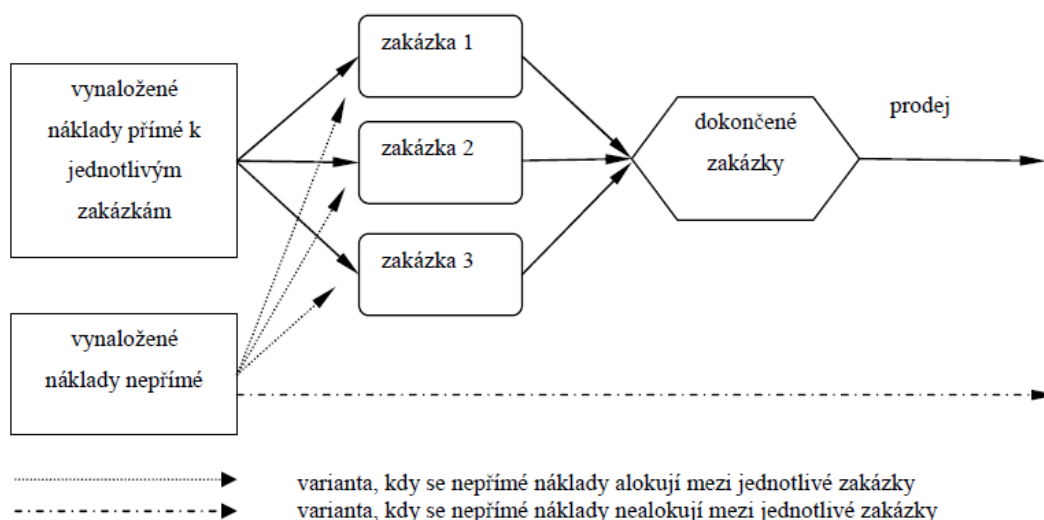 vynaložené
náklady přímé k
jednotlivým
zakázkám
zakázka 1
zakázka 2
zakázka 3
dokončené
zakázky
prodej
vynaložené
náklady nepřímé
varianta, kdy se nepřímé náklady alokují mezi jednotlivé zakázky
varianta, kdy se nepřímé náklady nealokují mezi jednotlivé zakázky